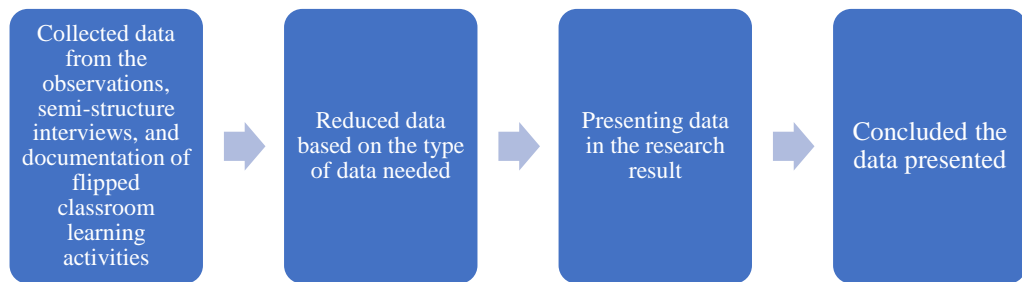 Collected data
from the
observations,
semi-structure
interviews, and
documentation of
flipped
classroom
learning
activities
Reduced data
based on the type
of data needed
Presenting data
in the research
result
Concluded the
data presented